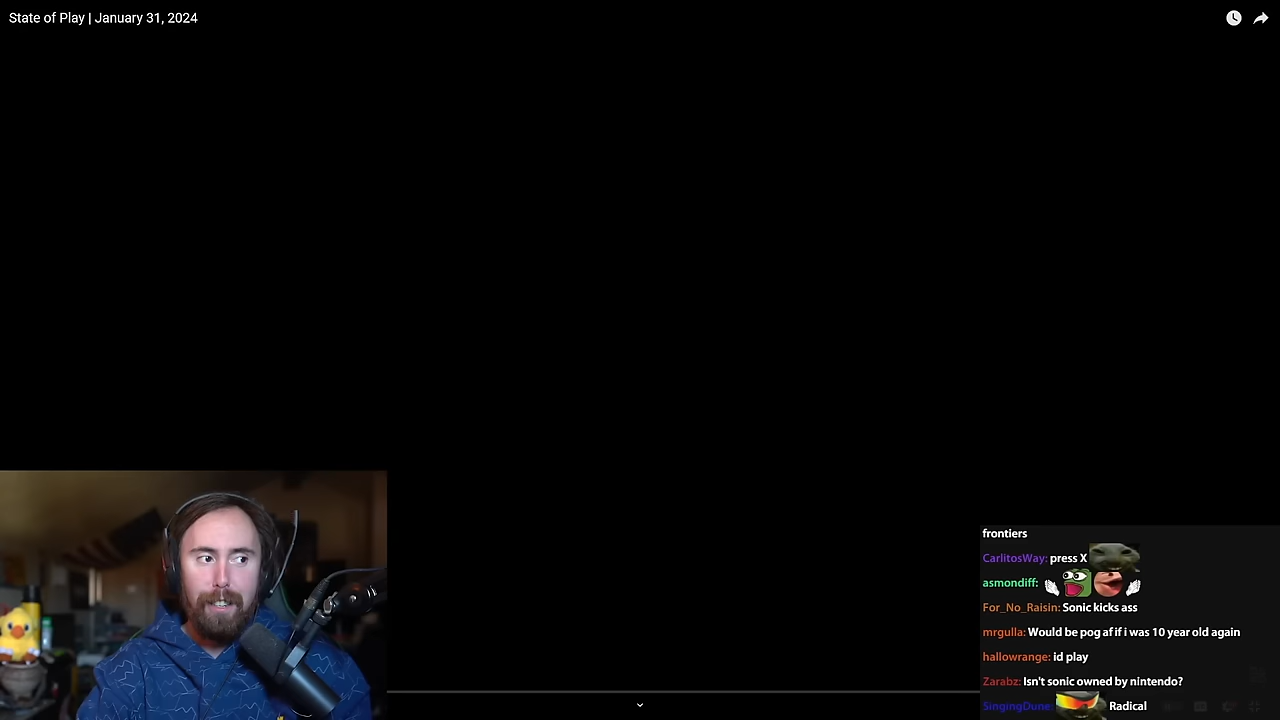 State of Play | January 31, 2024
frontiers
CarlitosWay: press X
asmondiff:
For_No_Raisin: Sonic kicks ass
mrgulla: Would be pog af if i was 10 year old again
hallowrange: id play
Zarabz: Isn't sonic owned by nintendo?
SingingDune: Radical